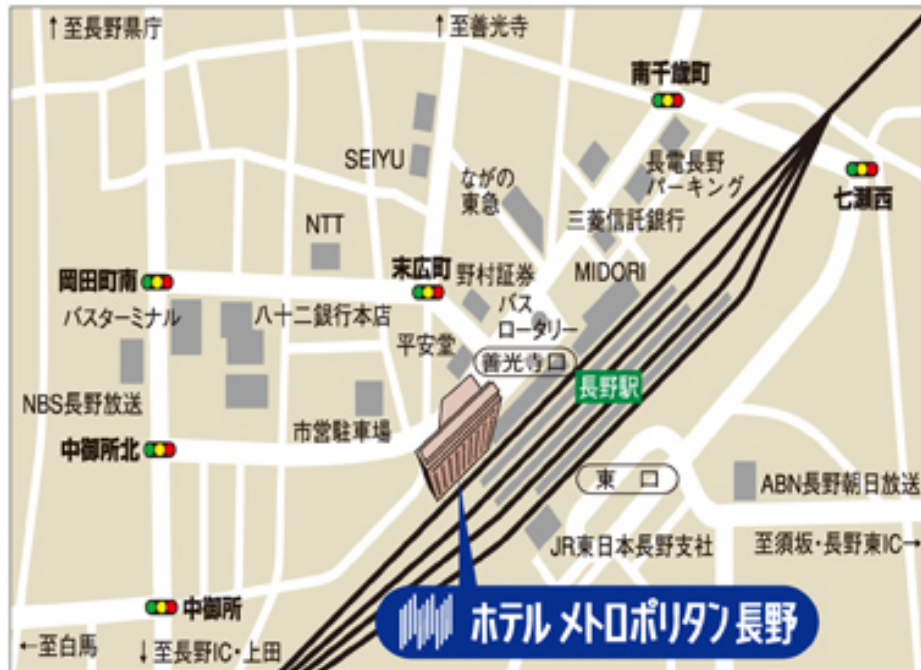 ↑至長野県庁
↑至善光寺
南千歳町
SEIYU
ながの
東急
長電長野
パーキング
七瀬西
三菱信託銀行
NTT
岡田町南
末広町
野村証券
MIDORI
バスターミナル
八十二銀行本店
バス
ロータリー
平安堂
善光寺口
長野駅
NBS長野放送
市営駐車場
中御所北
東 口
ABN長野朝日放送
JR東日本長野支社
至須坂・長野東IC→
中御所
ホテル メトロポリタン 長野
←至白馬
↓至長野IC・上田